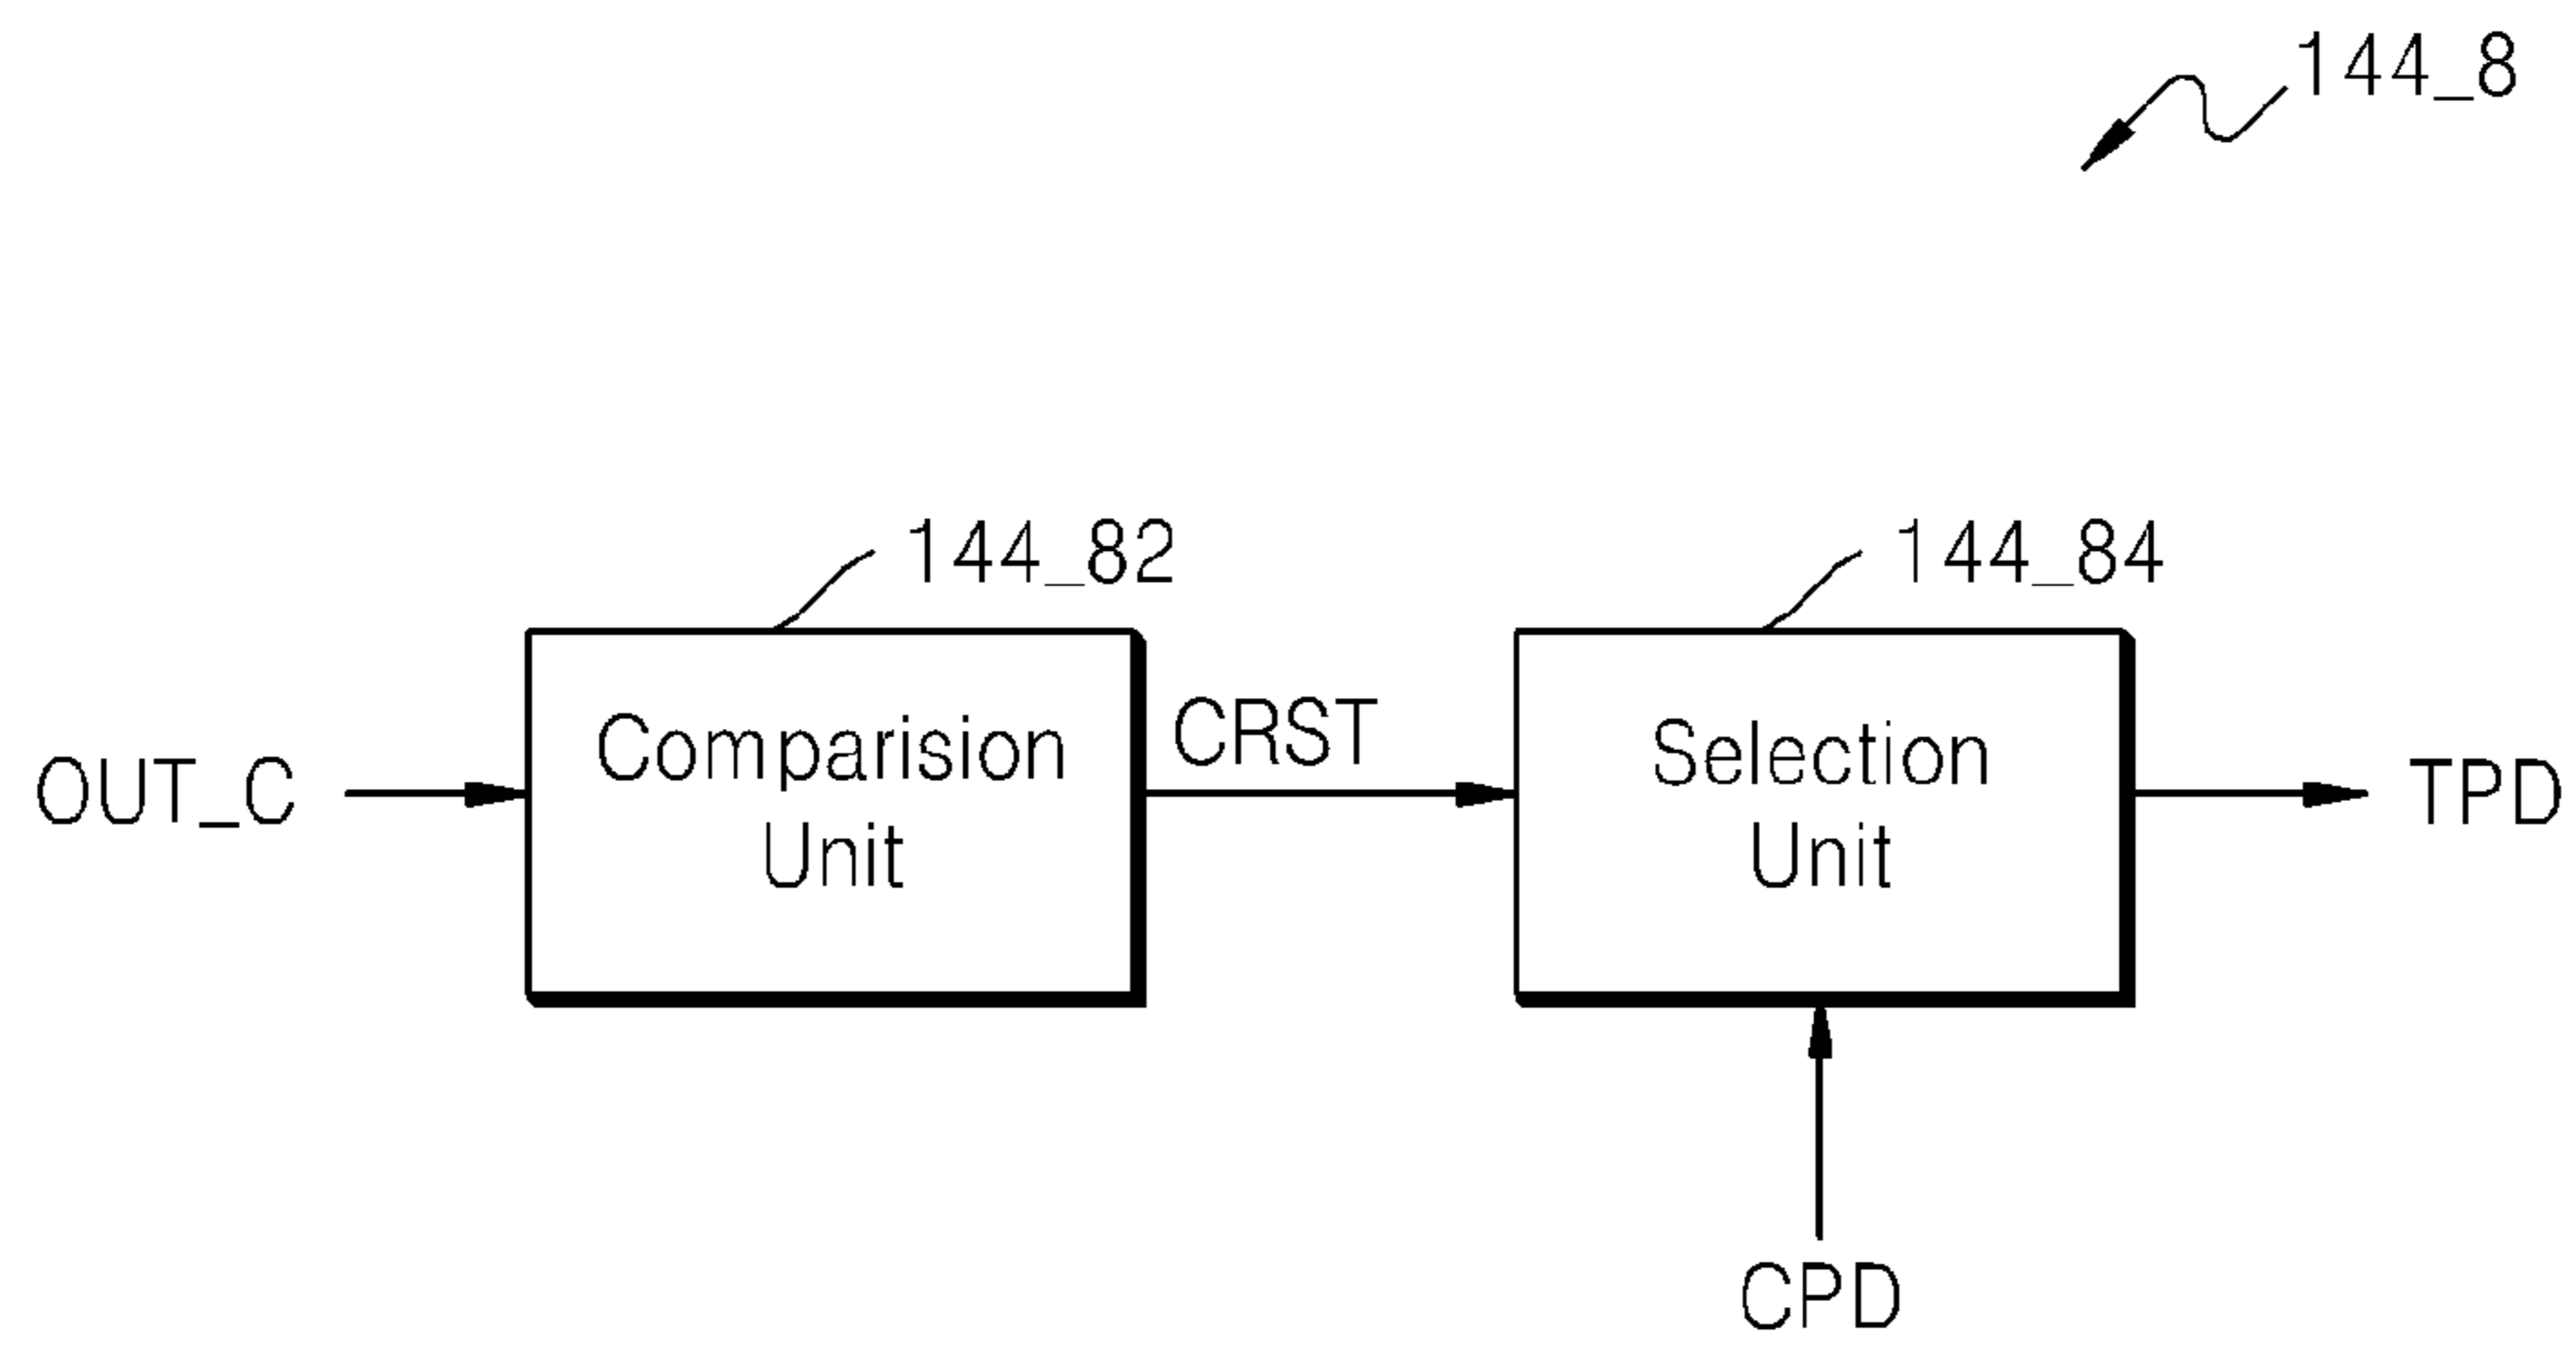 144_8
144_82
144_84
OUT_C
Comparision
Unit
CRST
Selection
Unit
TPD
CPD